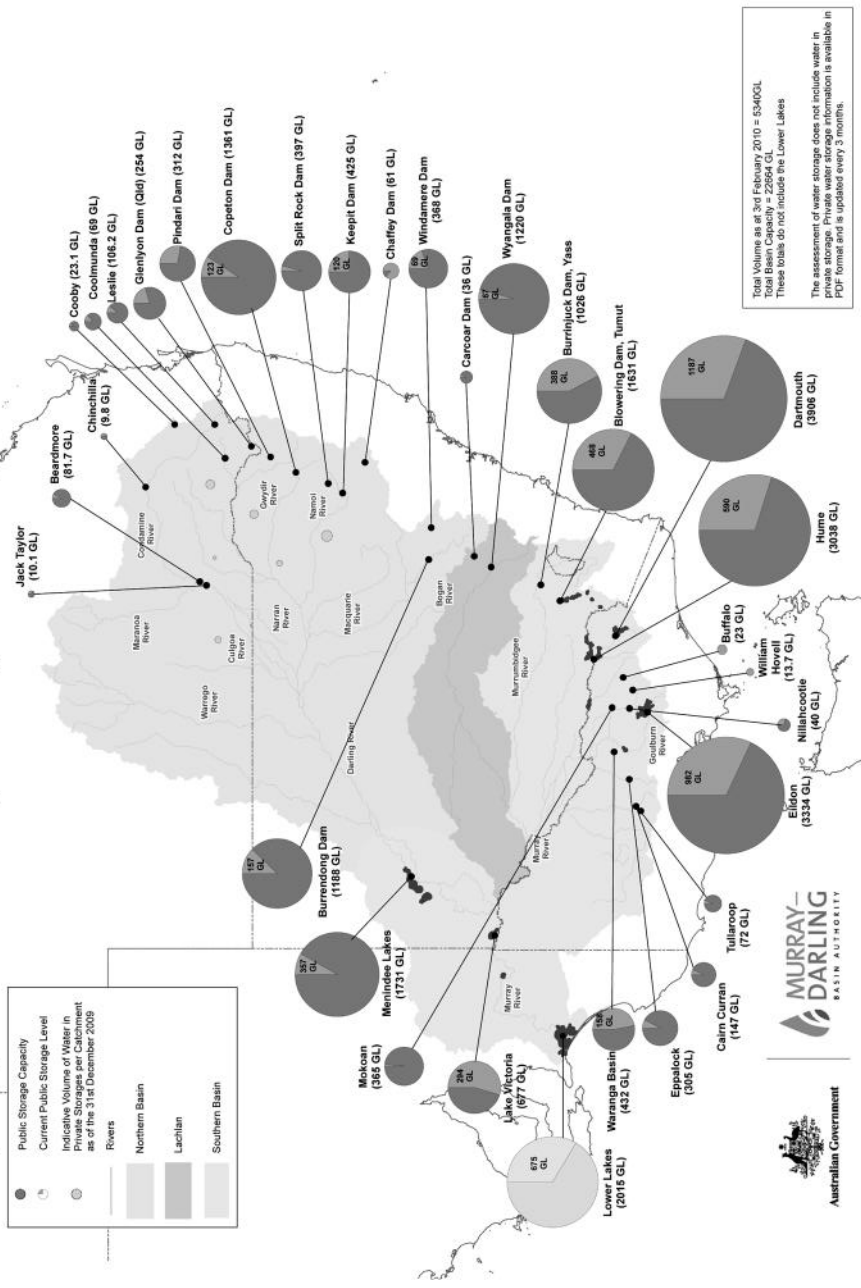 Public Storage Capacity
Current Public Storage Level
Indicative Volume of Water in
Private Storages per Catchment
as of the 31st December 2009
Rivers
Northern Basin
Lachlan
Southern Basin
Jack Taylor
(10.1 GL)
Beardmore
(81.7 GL)
Chinchilla
(9.8 GL)
Cooby (23.1 GL)
Coolmunda (69 GL)
Leslie (106.2 GL)
Glenlyon Dam (Qld) (254 GL)
Pindari Dam (312 GL)
Copeton Dam (1361 GL)
123
GL
Split Rock Dam (397 GL)
Keepit Dam (425 GL)
120
GL
Chaffey Dam (61 GL)
Windamere Dam
(368 GL)
69
GL
Carcoar Dam (36 GL)
Wyangala Dam
(1220 GL)
67
GL
Burrinjuck Dam, Yass
(1026 GL)
388
GL
Blowering Dam, Tumut
(1631 GL)
468
GL
Dartmouth
(3906 GL)
1187
GL
Hume
(3038 GL)
590
GL
Buffalo
(23 GL)
William
Hovell
(13.7 GL)
Nillahcootie
(40 GL)
Eildon
(3334 GL)
982
GL
Tullaroop
(72 GL)
Cairn Curran
(147 GL)
Eppalock
(305 GL)
Waranga Basin
(432 GL)
158
GL
Lake Victoria
(677 GL)
294
GL
Mokoan
(365 GL)
Lower Lakes
(2015 GL)
675
GL
Menindee Lakes
(1731 GL)
357
GL
Burrendong Dam
(1188 GL)
157
GL
Maranoa
River
Condamine
River
Warrego
River
Culgoa
River
Narran
River
Gwydir
River
Namoi
River
Macquarie
River
Bogan
River
Darling River
Murrumbidgee
River
Murray
River
Murray
River
Goulburn
River
Total Volume as at 3rd February 2010 = 5340GL
Total Basin Capacity = 22664 GL
These totals do not include the Lower Lakes
The assessment of water storage does not include water in
private storage. Private water storage information is available in
PDF format and is updated every 3 months.
Australian Government
MURRAY–
DARLING
BASIN AUTHORITY